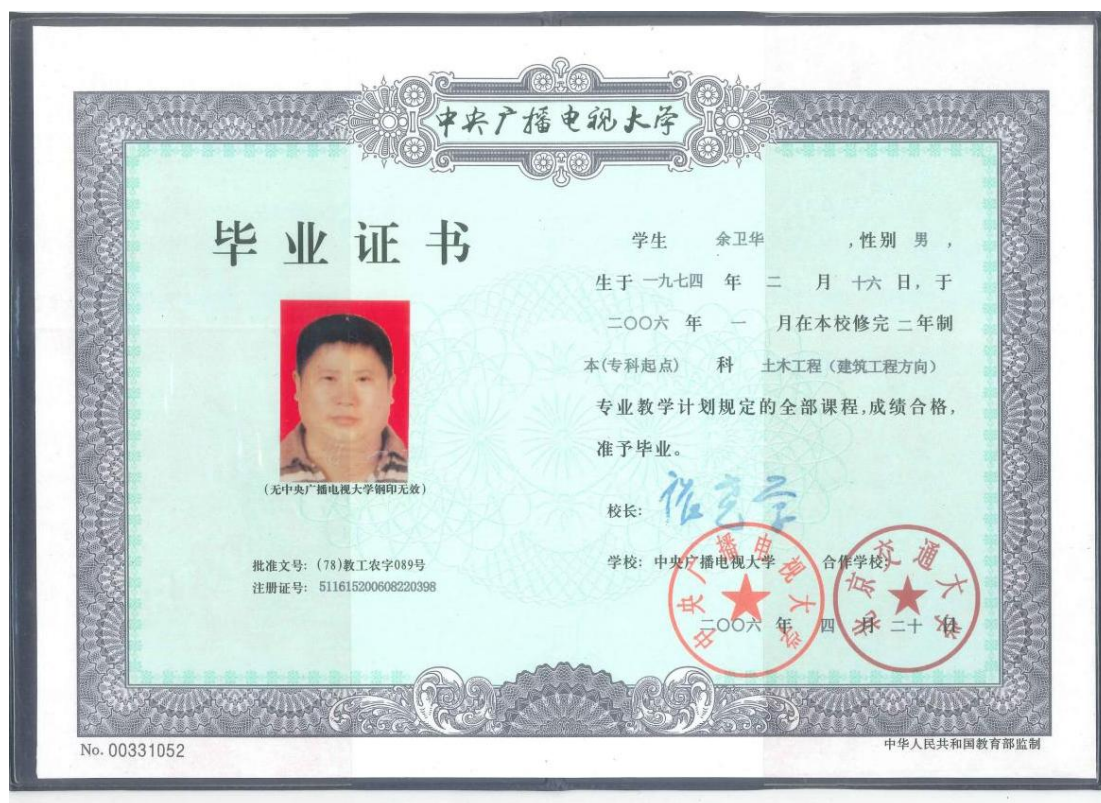 中央广播电视大学
毕业证书
(无中央广播电视大学钢印无效)
批准文号: (78)教工农字089号
注册证号: 511615200608220398
学生 余卫华 ,性别 男 ,
生于 一九七四 年 二 月 十六 日, 于
二〇〇六 年 一 月在本校修完 二年制
本(专科起点) 科 土木工程（建筑工程方向）
专业教学计划规定的全部课程,成绩合格,
准予毕业。
校长:
学校: 中央广播电视大学 合作学校:
二〇〇六 年 四 月 二十 日
中央广播电视大学
北京交通大学
No. 00331052
中华人民共和国教育部监制